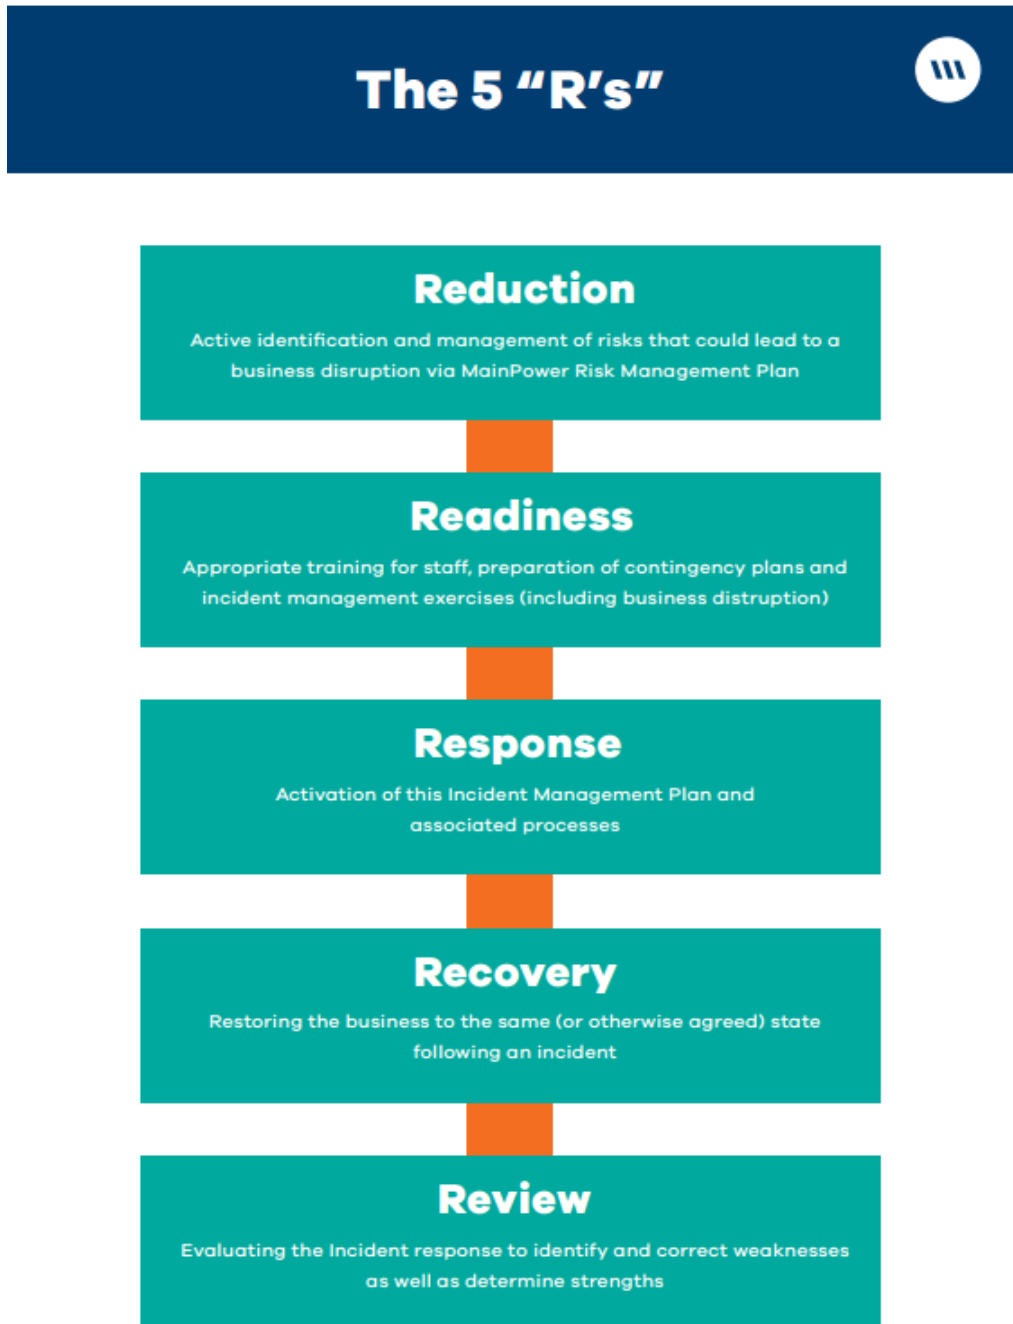 The 5 “R’s”
Reduction
Active identification and management of risks that could lead to a
business disruption via MainPower Risk Management Plan
Readiness
Appropriate training for staff, preparation of contingency plans and
incident management exercises (including business distruption)
Response
Activation of this Incident Management Plan and
associated processes
Recovery
Restoring the business to the same (or otherwise agreed) state
following an incident
Review
Evaluating the Incident response to identify and correct weaknesses
as well as determine strengths